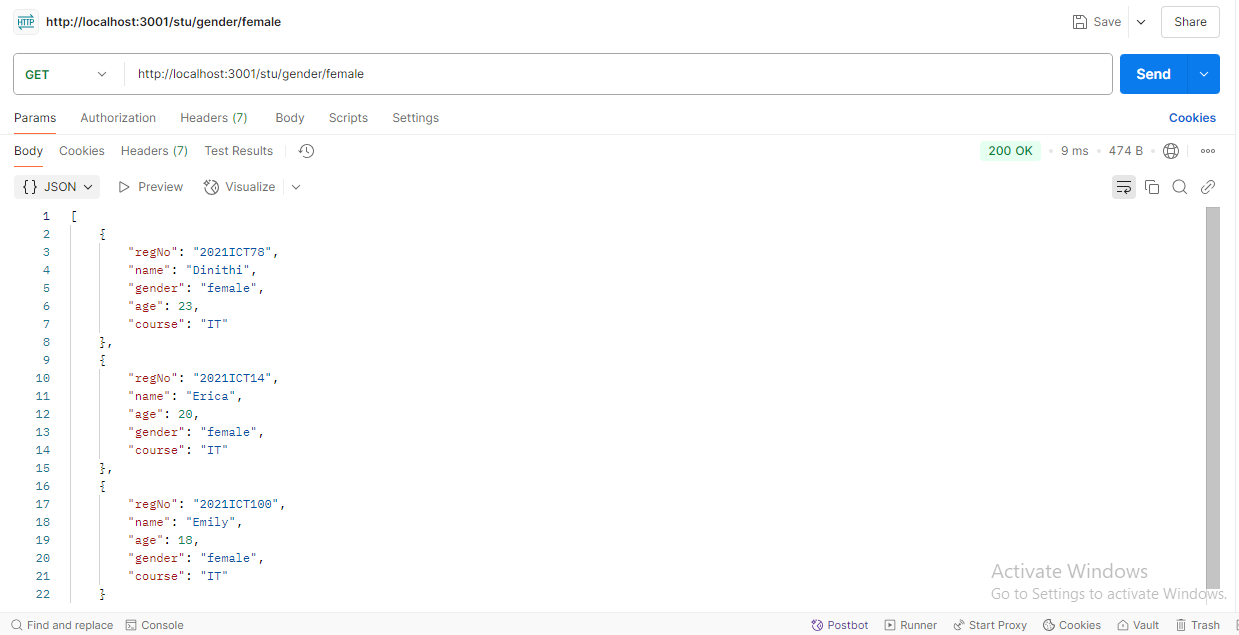 HTTP http://localhost:3001/stu/gender/female Save Share
GET http://localhost:3001/stu/gender/female Send
Params Authorization Headers (7) Body Scripts Settings Cookies
Body Cookies Headers (7) Test Results 200 OK • 9 ms • 474 B •
{} JSON Preview Visualize
1 [
2 {
3 "regNo": "2021ICT78",
4 "name": "Dinithi",
5 "gender": "female",
6 "age": 23,
7 "course": "IT"
8 },
9 {
10 "regNo": "2021ICT14",
11 "name": "Erica",
12 "age": 20,
13 "gender": "female",
14 "course": "IT"
15 },
16 {
17 "regNo": "2021ICT100",
18 "name": "Emily",
19 "age": 18,
20 "gender": "female",
21 "course": "IT"
22 }
Activate Windows
Go to Settings to activate Windows.
Find and replace Console Postbot Runner Start Proxy Cookies Vault Trash